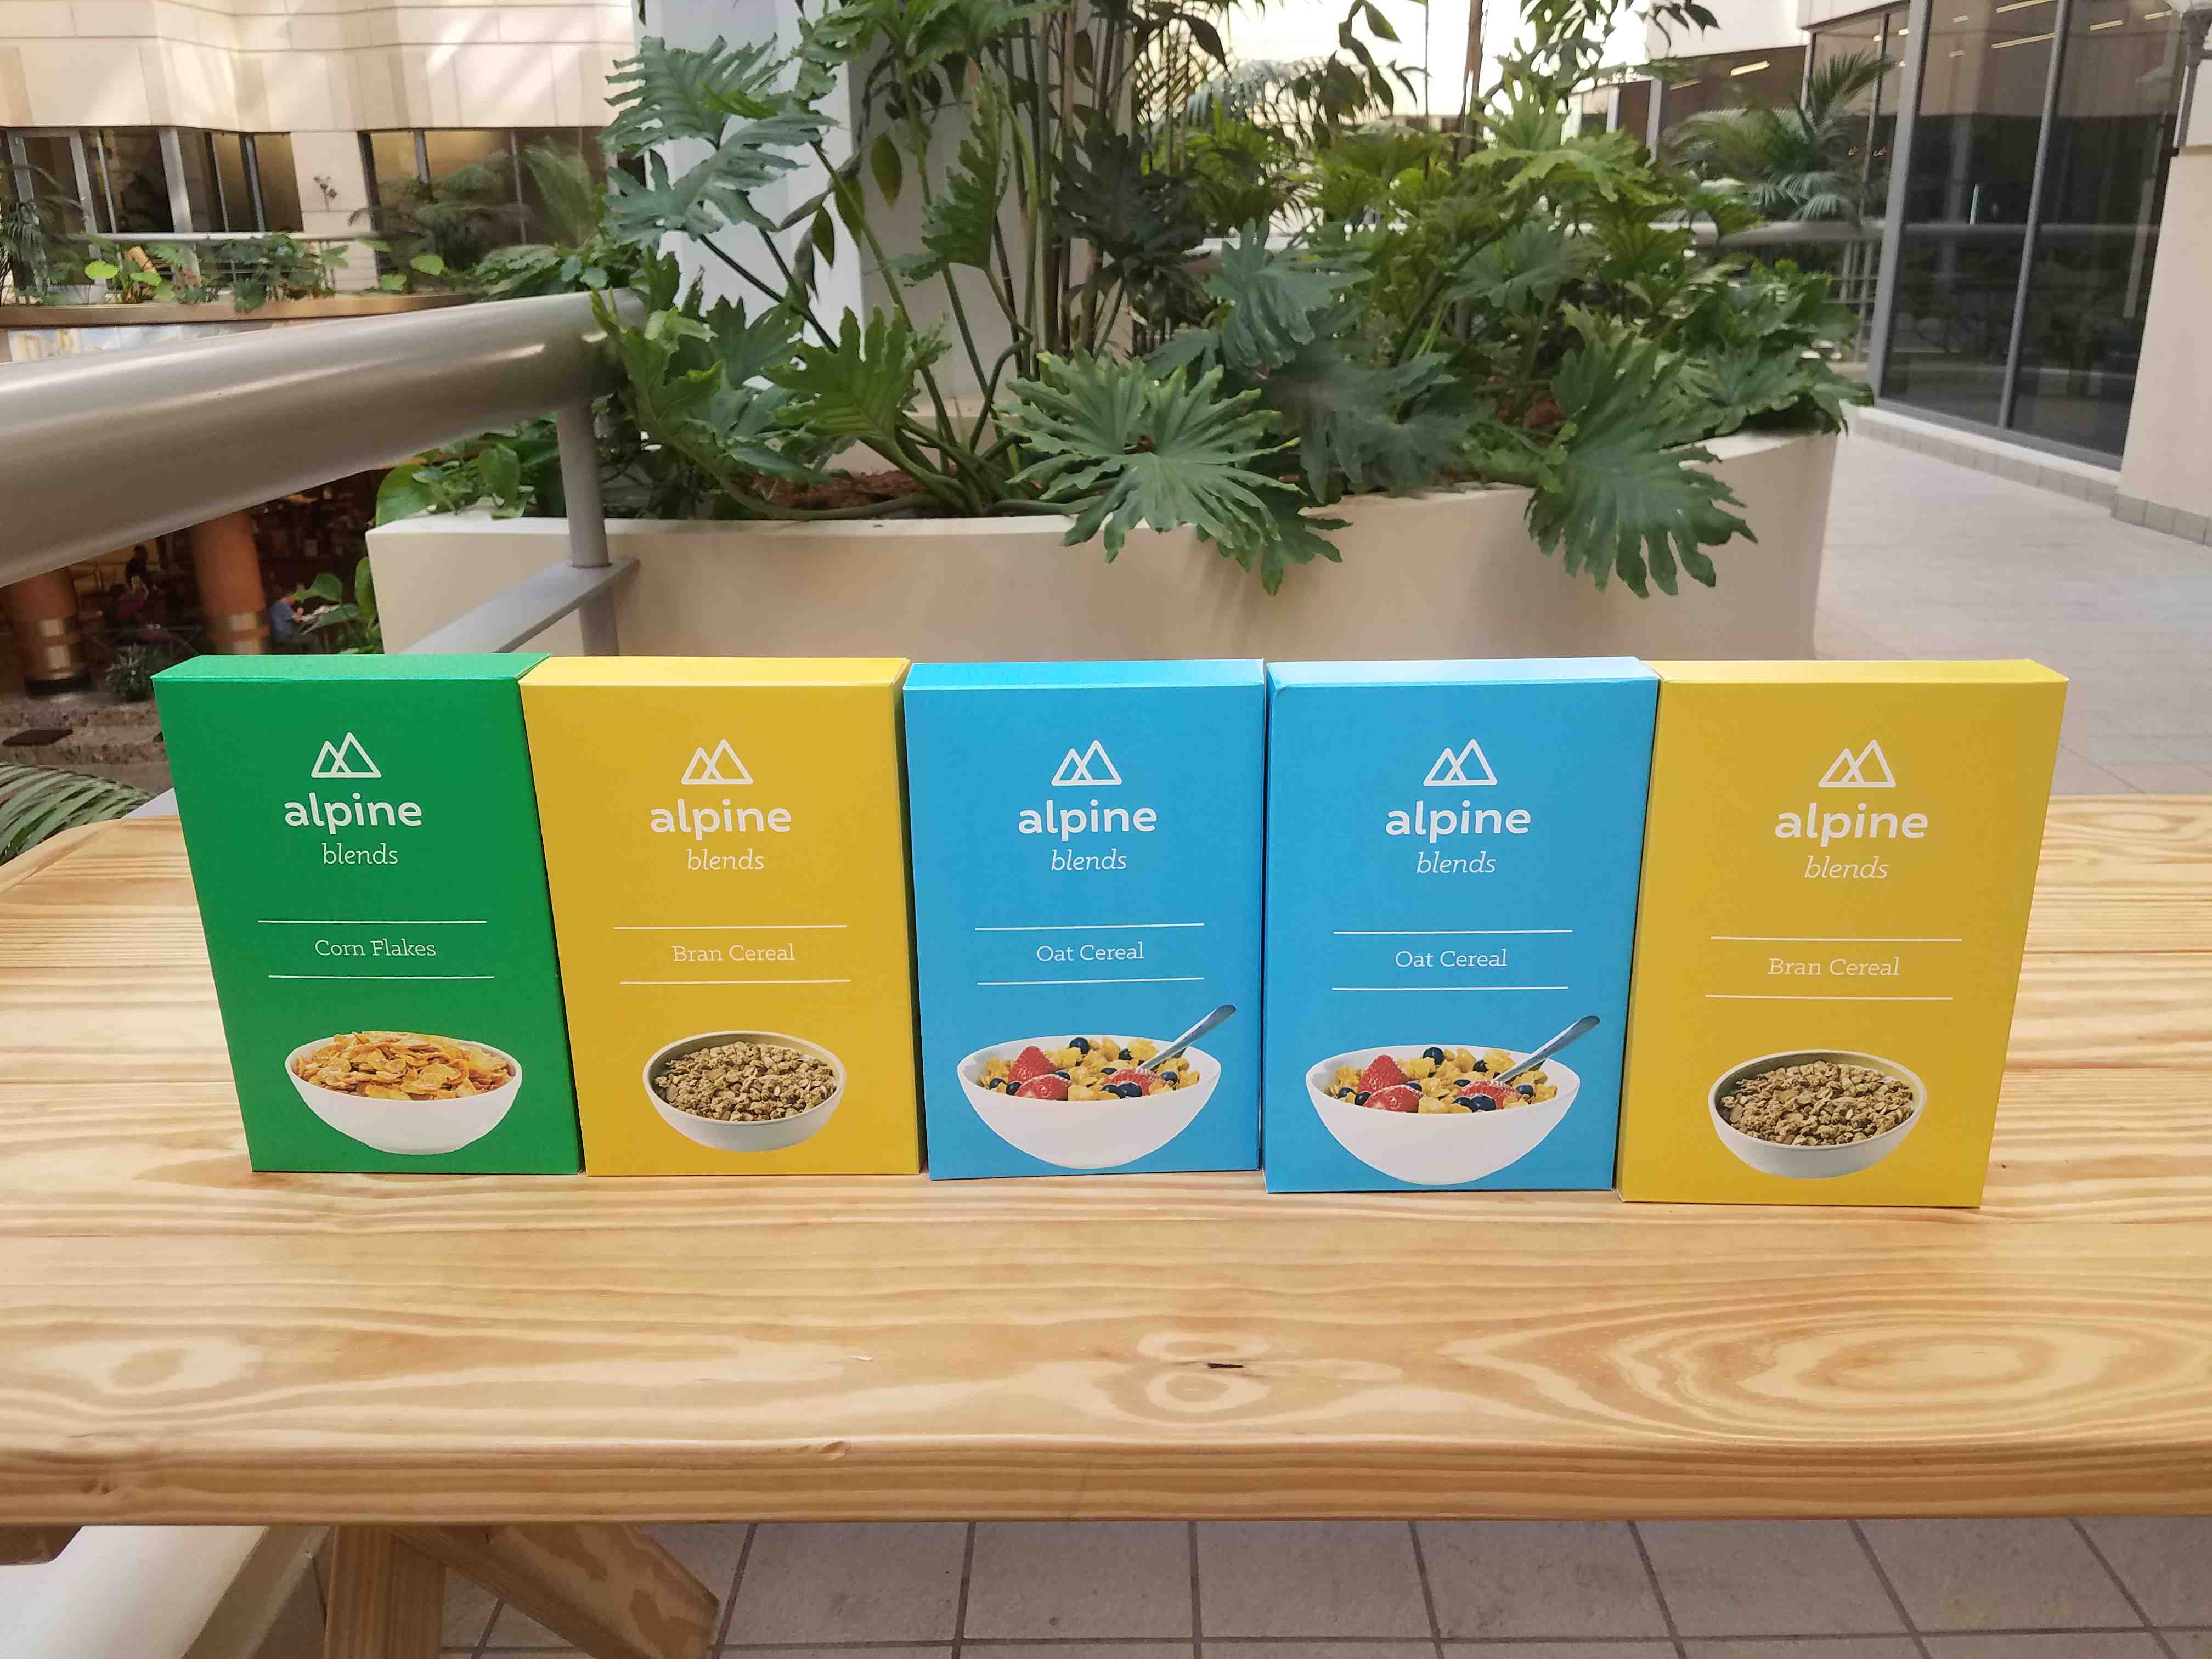 alpine
blends
Corn Flakes
alpine
blends
Bran Cereal
alpine
blends
Oat Cereal
alpine
blends
Oat Cereal
alpine
blends
Bran Cereal